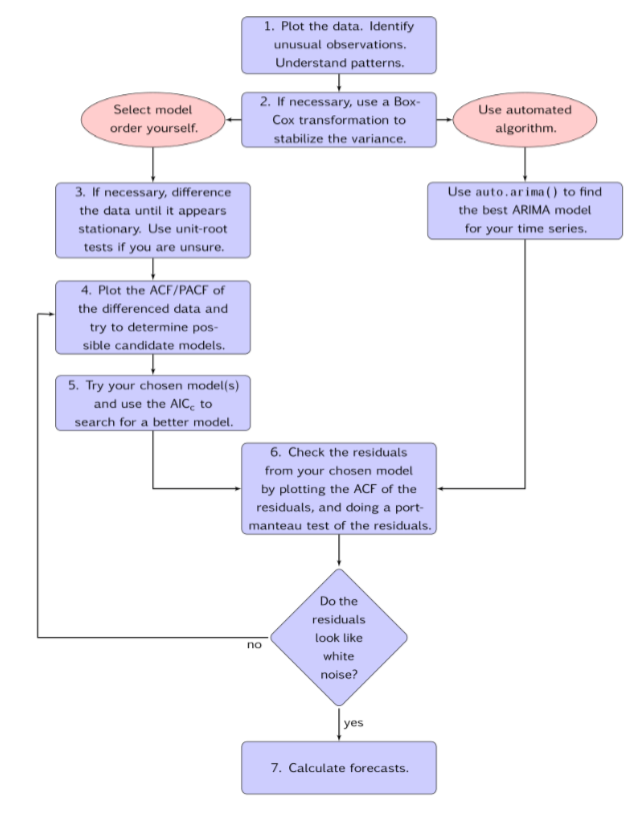 1. Plot the data. Identify
unusual observations.
Understand patterns.
Select model
order yourself.
2. If necessary, use a Box-
Cox transformation to
stabilize the variance.
Use automated
algorithm.
3. If necessary, difference
the data until it appears
stationary. Use unit-root
tests if you are unsure.
Use auto.arima() to find
the best ARIMA model
for your time series.
4. Plot the ACF/PACF of
the differenced data and
try to determine pos-
sible candidate models.
5. Try your chosen model(s)
and use the AICc to
search for a better model.
6. Check the residuals
from your chosen model
by plotting the ACF of the
residuals, and doing a port-
manteau test of the residuals.
Do the
residuals
look like
white
noise?
no
yes
7. Calculate forecasts.